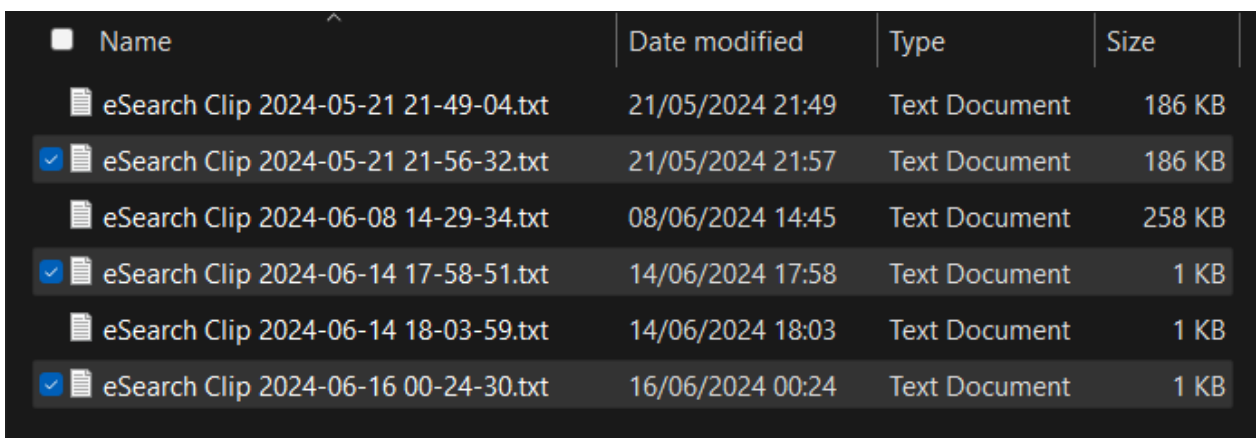 Name Date modified Type Size
eSearch Clip 2024-05-21 21-49-04.txt 21/05/2024 21:49 Text Document 186 KB
eSearch Clip 2024-05-21 21-56-32.txt 21/05/2024 21:57 Text Document 186 KB
eSearch Clip 2024-06-08 14-29-34.txt 08/06/2024 14:45 Text Document 258 KB
eSearch Clip 2024-06-14 17-58-51.txt 14/06/2024 17:58 Text Document 1 KB
eSearch Clip 2024-06-14 18-03-59.txt 14/06/2024 18:03 Text Document 1 KB
eSearch Clip 2024-06-16 00-24-30.txt 16/06/2024 00:24 Text Document 1 KB